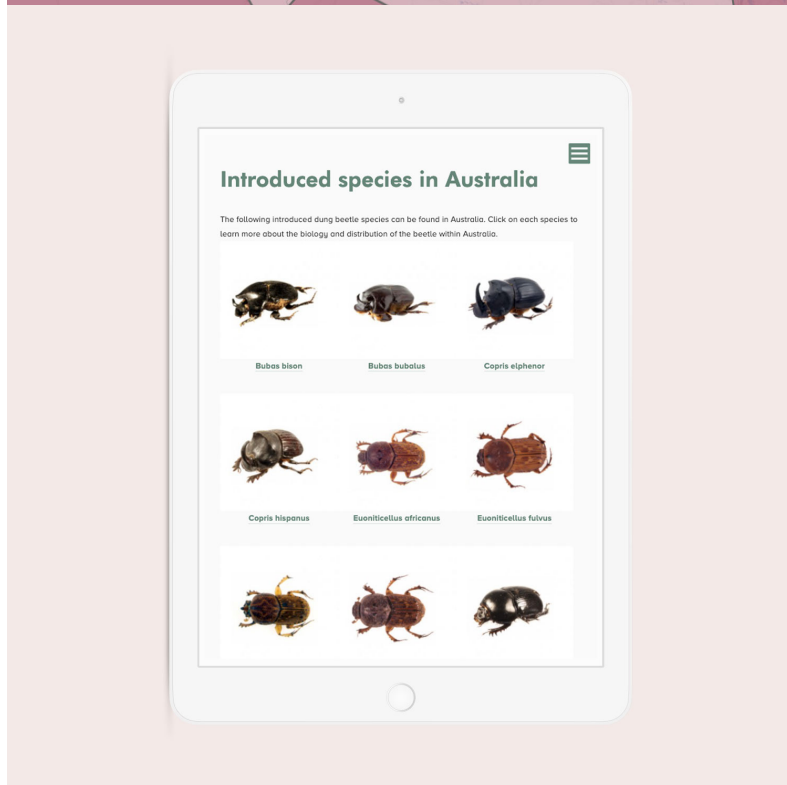 Introduced species in Australia
The following introduced dung beetle species can be found in Australia. Click on each species to
learn more about the biology and distribution of the beetle within Australia.
Bubas bison
Bubas bubalus
Copris elphenor
Copris hispanus
Euoniticellus africanus
Euoniticellus fulvus